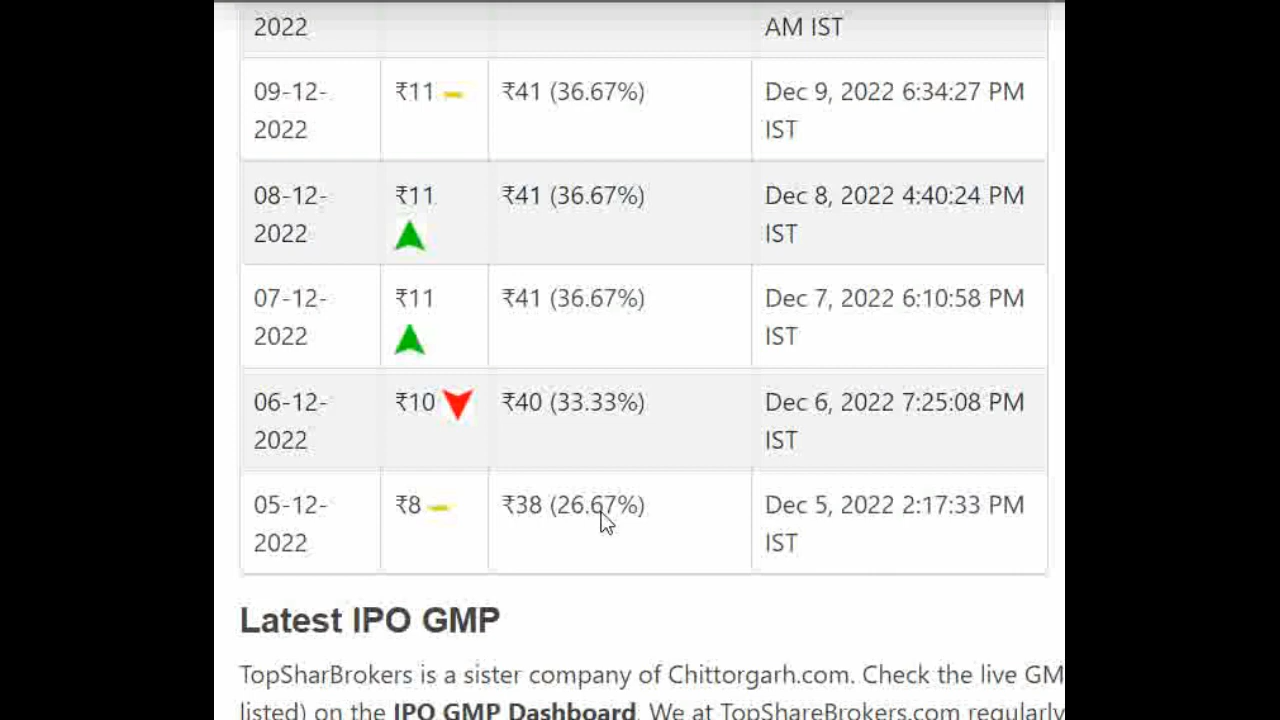 2022 AM IST
09-12- ₹11 ₹41 (36.67%) Dec 9, 2022 6:34:27 PM
2022 IST
08-12- ₹11 ₹41 (36.67%) Dec 8, 2022 4:40:24 PM
2022 IST
07-12- ₹11 ₹41 (36.67%) Dec 7, 2022 6:10:58 PM
2022 IST
06-12- ₹10 ₹40 (33.33%) Dec 6, 2022 7:25:08 PM
2022 IST
05-12- ₹8 ₹38 (26.67%) Dec 5, 2022 2:17:33 PM
2022 IST
Latest IPO GMP
TopSharBrokers is a sister company of Chittorgarh.com. Check the live GM
listed) on the IPO GMP Dashboard. We at TopShareBrokers.com regularly